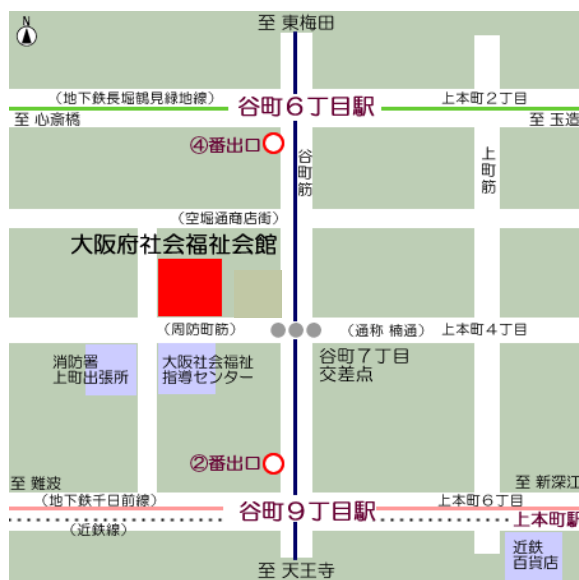 N
至 東梅田
(地下鉄長堀鶴見緑地線)
谷町6丁目駅
上本町2丁目
至 心斎橋
至 玉造
④番出口
谷町筋
上町筋
(空堀通商店街)
大阪府社会福祉会館
(周防町筋)
(通称 楠通)
上本町4丁目
消防署
上町出張所
大阪社会福祉
指導センター
谷町7丁目
交差点
②番出口
至 難波
至 新深江
(地下鉄千日前線)
谷町9丁目駅
上本町6丁目
(近鉄線)
上本町駅
近鉄
百貨店
至 天王寺